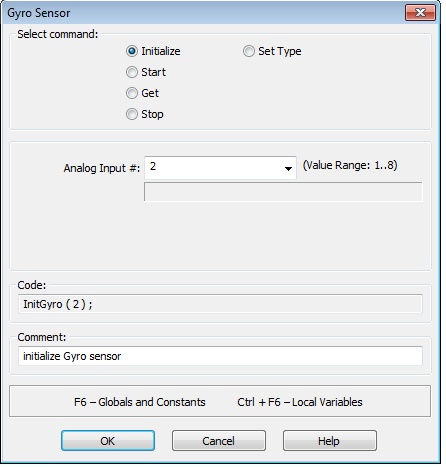 Gyro Sensor
Select command:
Initialize
Set Type
Start
Get
Stop
Analog Input #: 2 (Value Range: 1..8)
Code:
InitGyro ( 2 ) ;
Comment:
initialize Gyro sensor
F6 – Globals and Constants Ctrl + F6 – Local Variables
OK Cancel Help